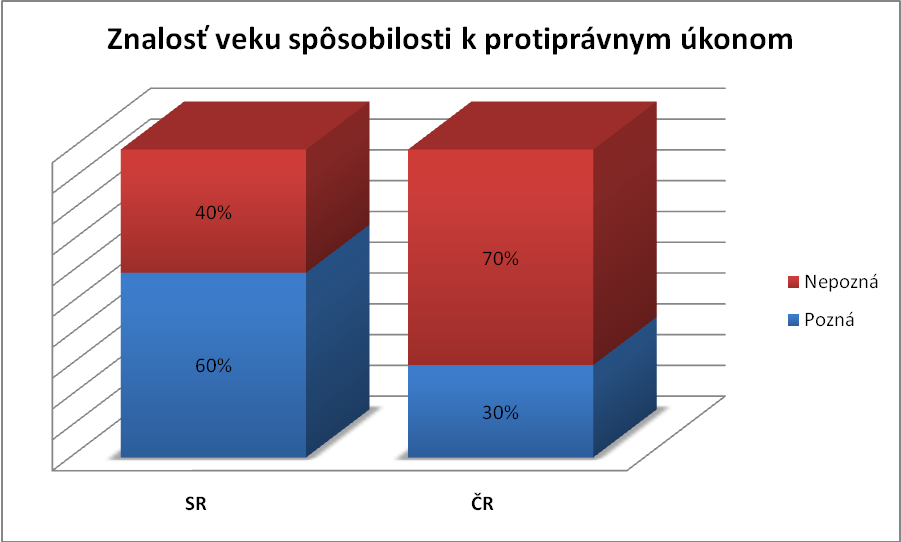 Znalosť veku spôsobilosti k protiprávnym úkonom
40%
70%
60%
30%
Nepozná
Pozná
SR
ČR